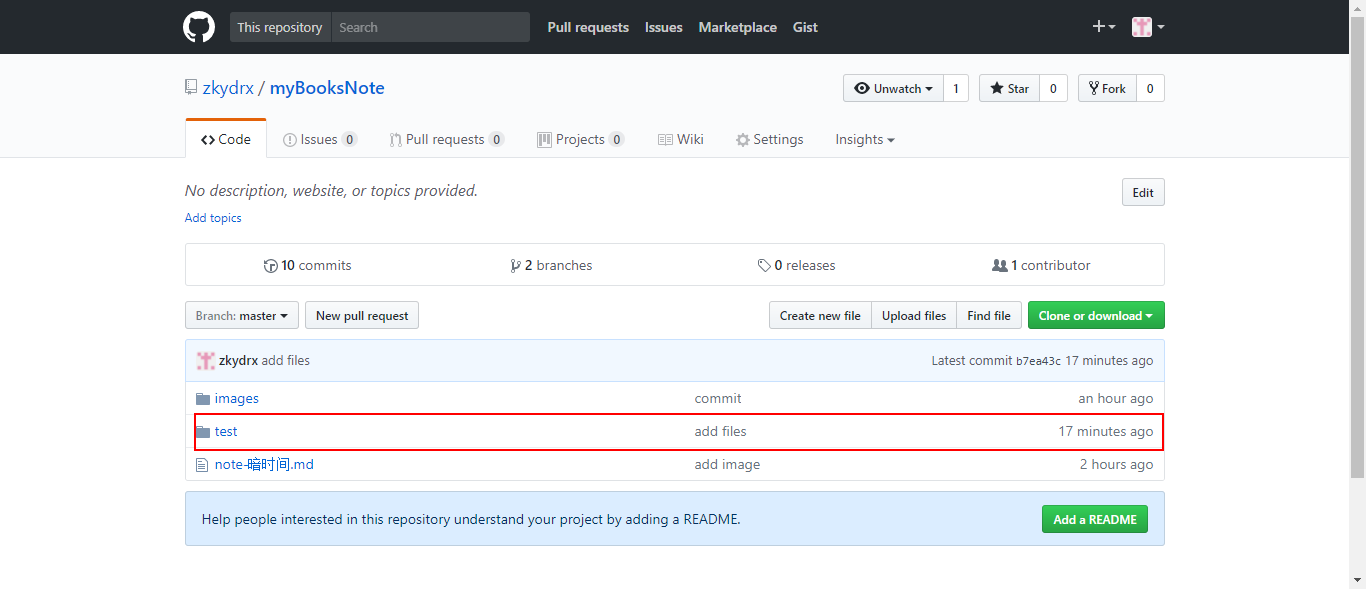 This repository Search Pull requests Issues Marketplace Gist
zkydrx / myBooksNote Unwatch 1 Star 0 Fork 0
Code Issues 0 Pull requests 0 Projects 0 Wiki Settings Insights
No description, website, or topics provided. Edit
Add topics
10 commits 2 branches 0 releases 1 contributor
Branch: master New pull request Create new file Upload files Find file Clone or download
zkydrx add files Latest commit b7ea43c 17 minutes ago
images commit an hour ago
test add files 17 minutes ago
note-暗时间.md add image 2 hours ago
Help people interested in this repository understand your project by adding a README. Add a README